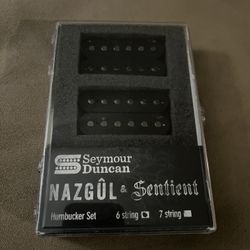 Seymour
Duncan
NAZGÛL & Sentient
Humbucker Set 6 string 7 string